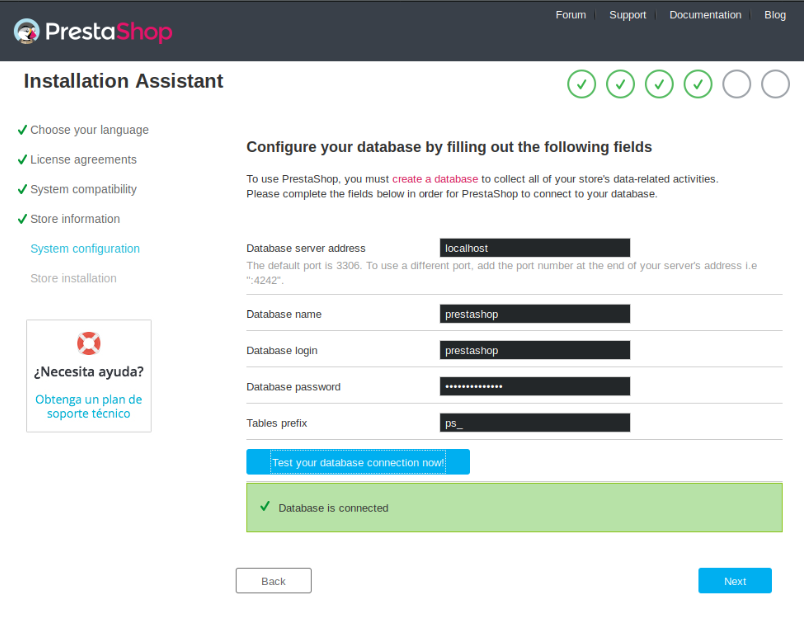 Forum Support Documentation Blog
PrestaShop
Installation Assistant
Choose your language
License agreements
System compatibility
Store information
System configuration
Store installation
¿Necesita ayuda?
Obtenga un plan de
soporte técnico
Configure your database by filling out the following fields
To use PrestaShop, you must create a database to collect all of your store's data-related activities.
Please complete the fields below in order for PrestaShop to connect to your database.
Database server address localhost
The default port is 3306. To use a different port, add the port number at the end of your server's address i.e
":4242".
Database name prestashop
Database login prestashop
Database password ••••••••••••••
Tables prefix ps_
Test your database connection now!
Database is connected
Back Next